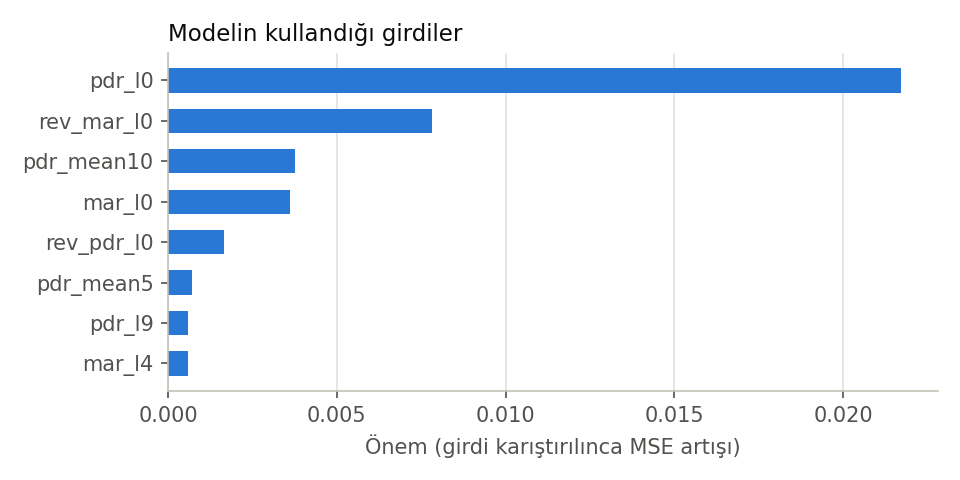 Modelin kullandığı girdiler
pdr_l0
rev_mar_l0
pdr_mean10
mar_l0
rev_pdr_l0
pdr_mean5
pdr_l9
mar_l4
0.000 0.005 0.010 0.015 0.020
Önem (girdi karıştırılınca MSE artışı)